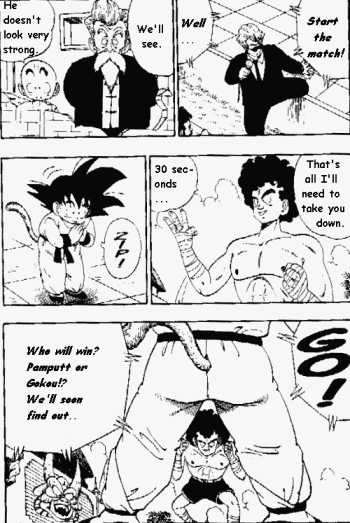 He
doesn't
look very
strong.
We'll
see.
Well
...
Start
the
match!
ZIP!
30 sec-
onds
...
That's
all I'll
need to
take you
down.
GO!
Who will win?
Pamputt or
Gokou!?
We'll soon
find out..